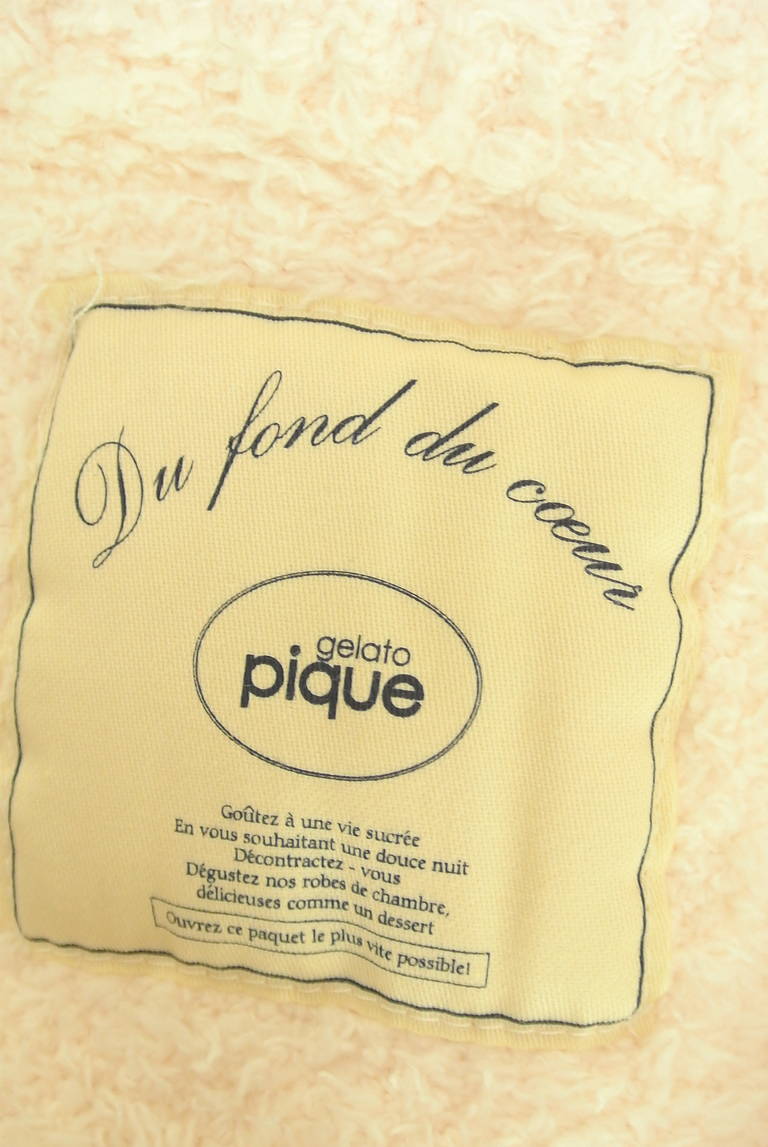 Du fond du cœur
gelato
pique
Goûtez à une vie sucrée
En vous souhaitant une douce nuit
Décontractez - vous
Dégustez nos robes de chambre,
délicieuses comme un dessert
Ouvrez ce paquet le plus vite possible!